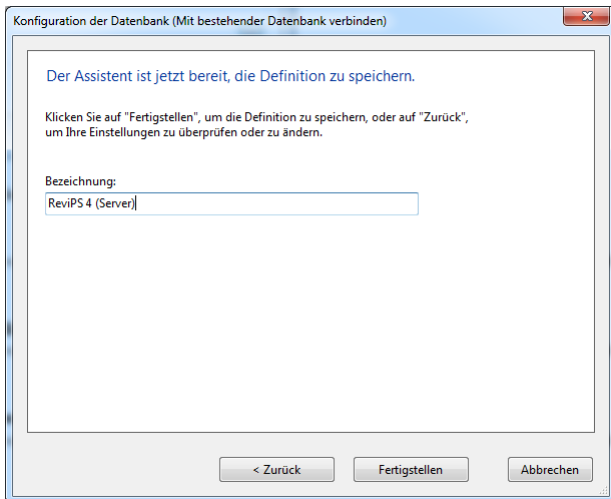 Konfiguration der Datenbank (Mit bestehender Datenbank verbinden)
Der Assistent ist jetzt bereit, die Definition zu speichern.
Klicken Sie auf "Fertigstellen", um die Definition zu speichern, oder auf "Zurück",
um Ihre Einstellungen zu überprüfen oder zu ändern.
Bezeichnung:
ReviPS 4 (Server)
< Zurück
Fertigstellen
Abbrechen